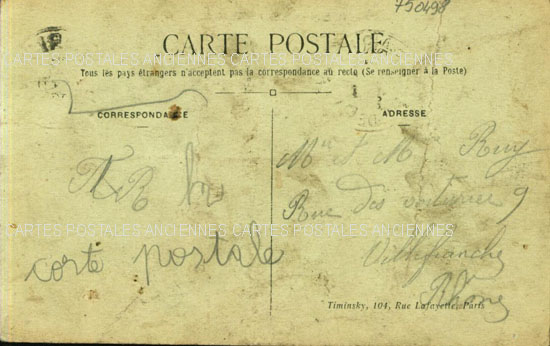 750498
CARTE POSTALE
CARTES POSTALES ANCIENNES CARTES POSTALES ANCIENNES
Tous les pays étrangers n'acceptent pas la correspondance au recto (Se renseigner à la Poste)
CORRESPONDANCE
ADRESSE
Rue des 9
CARTES POSTALES ANCIENNES CARTES POSTALES ANCIENNES
carte postale
Villefranche
Rhône
Timinsky, 104, Rue Lafayette, Paris